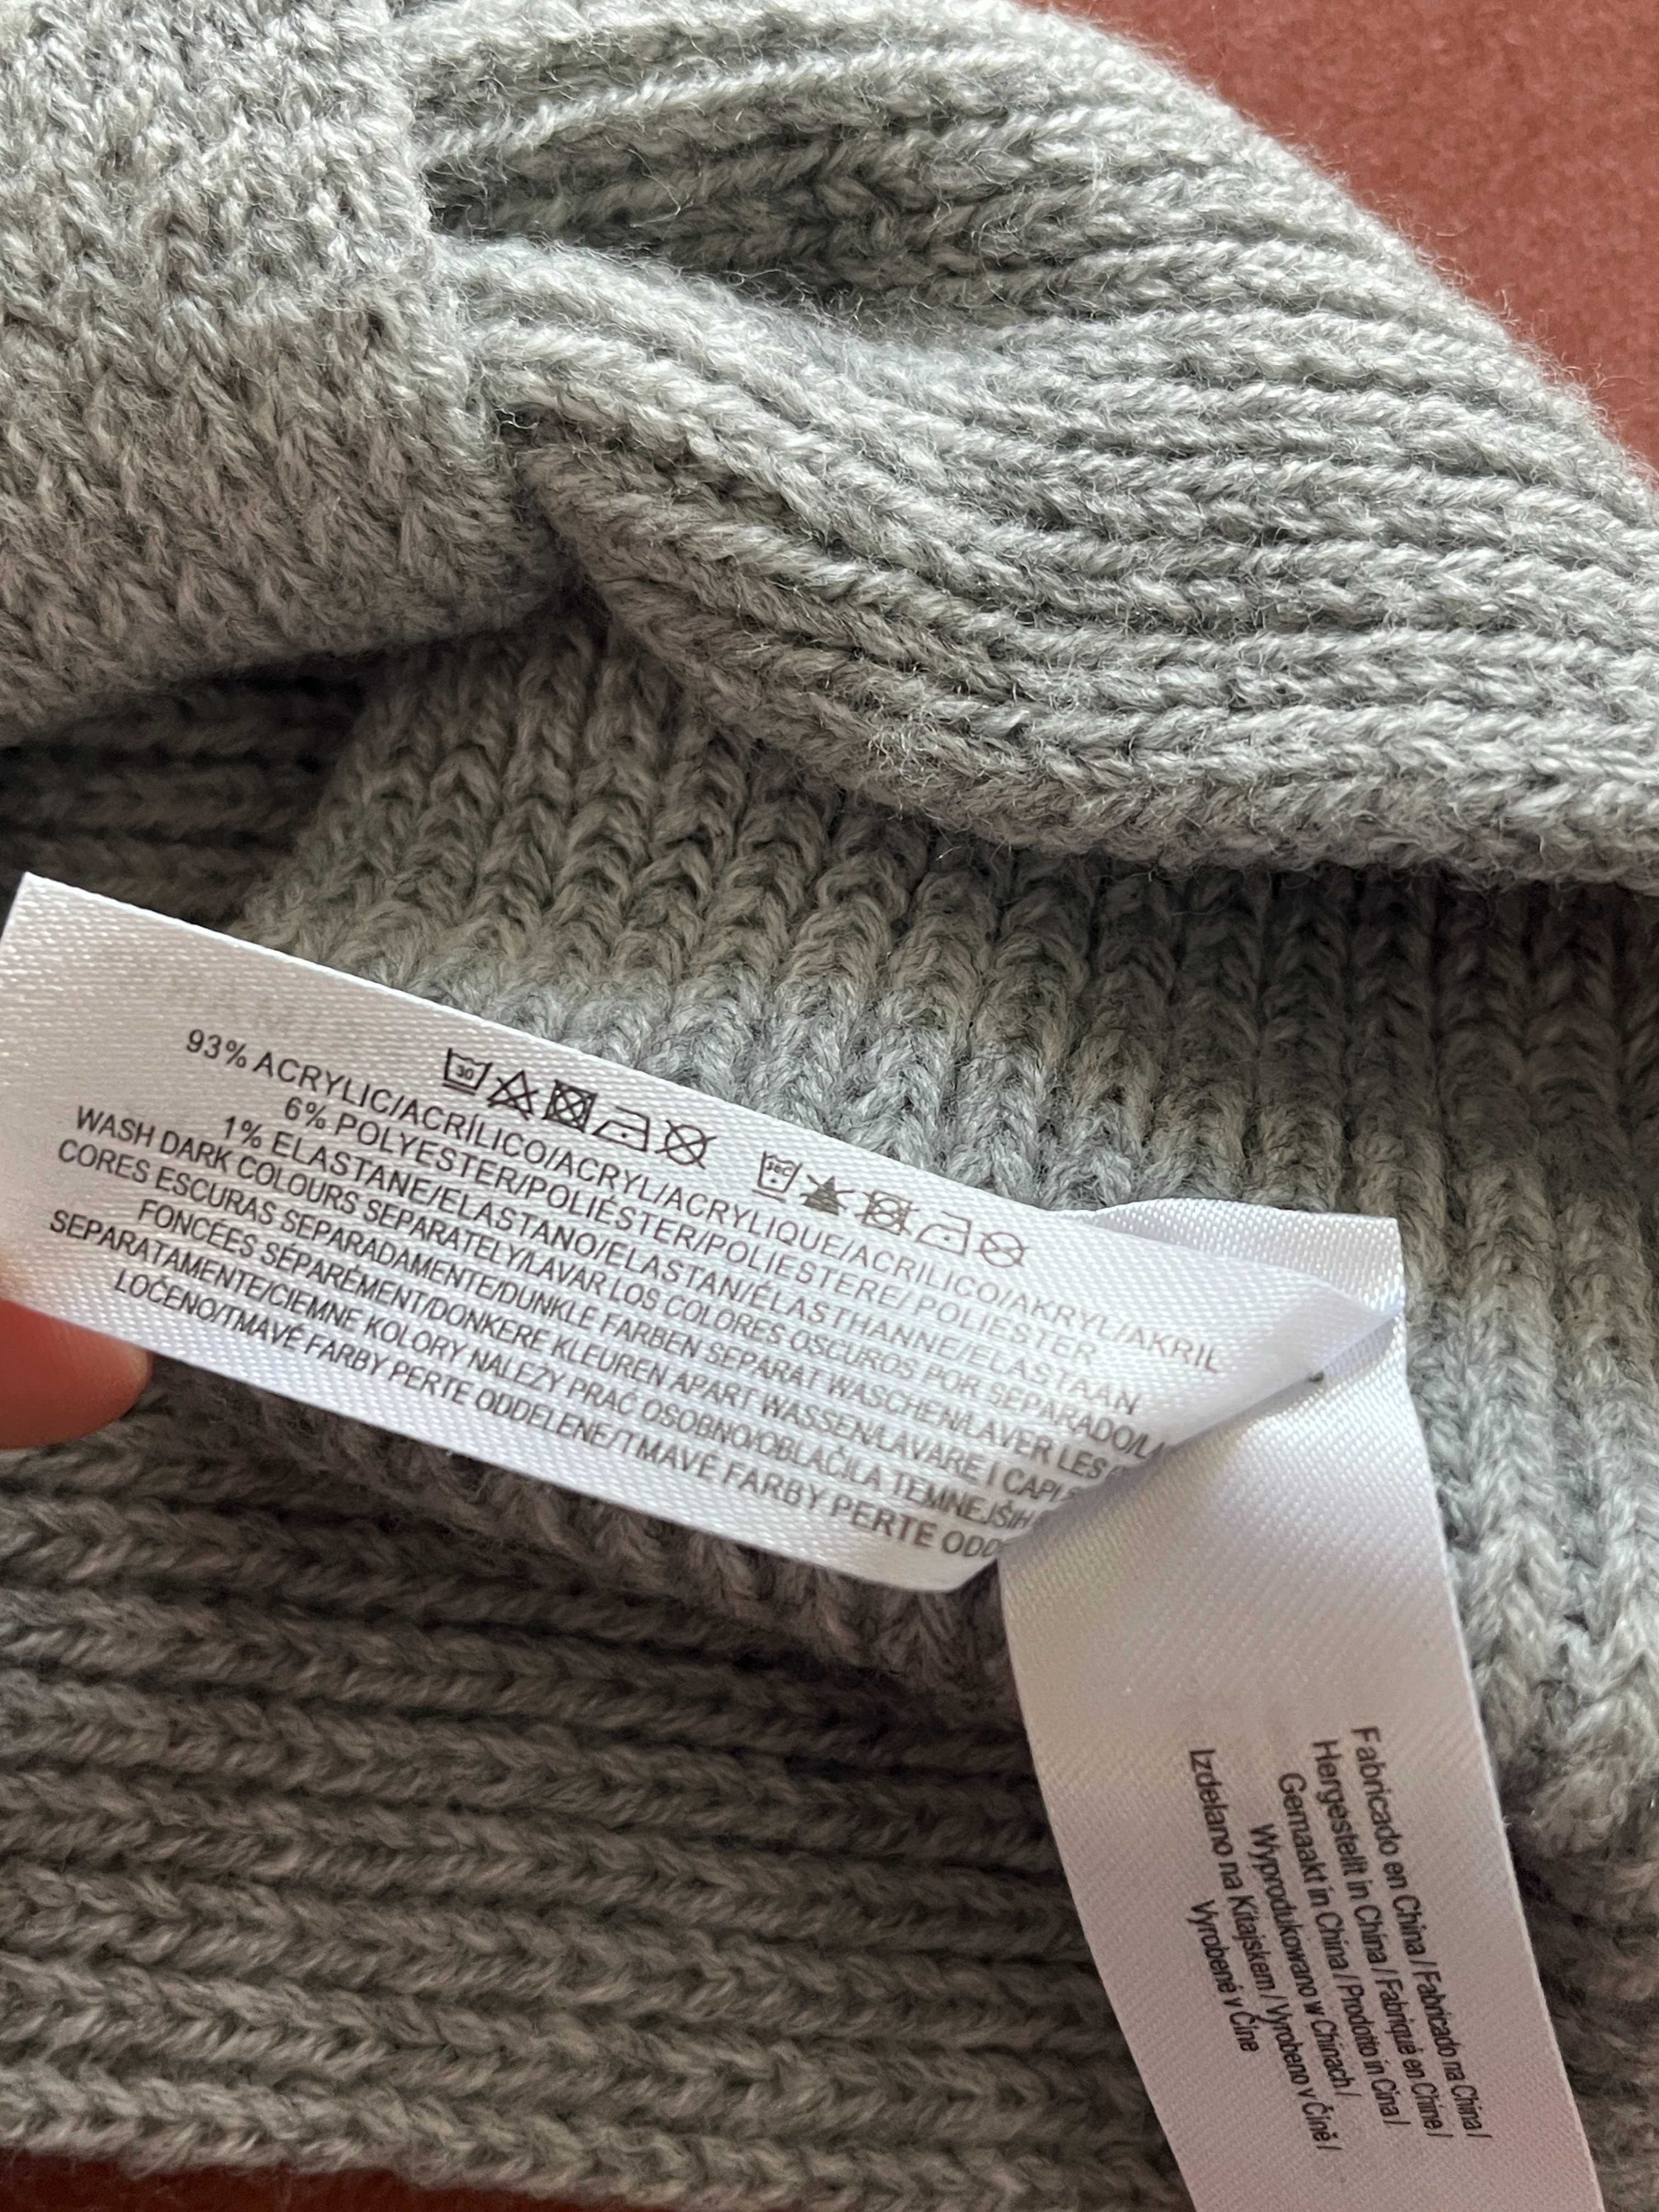 30 30C
93% ACRYLIC/ACRÍLICO/ACRYL/ACRYLIQUE/ACRILICO/AKRYL/AKRIL
6% POLYESTER/POLIÉSTER/POLIESTERE/POLIESTER
1% ELASTANE/ELASTANO/ELASTAN/ÉLASTHANNE/ELASTAAN
WASH DARK COLOURS SEPARATELY/LAVAR LOS COLORES OSCUROS POR SEPARADO/LA
CORES ESCURAS SEPARADAMENTE/DUNKLE FARBEN SEPARAT WASCHEN/LAVER LES
FONCÉES SÉPARÉMENT/DONKERE KLEUREN APART WASSEN/LAVARE I CAPI
SEPARATAMENTE/CIEMNE KOLORY NALEZY PRAĆ OSOBNO/OBLAČILA TEMNEJŠIH
LOČENO/TMAVÉ FARBY PERTE ODDELENE/TMAVÉ FARBY PERTE ODD
Fabricado en China / Fabricado na China /
Hergestellt in China / Fabriqué en Chine /
Gemaakt in China / Prodotto in Cina /
Wyprodukowano w Chinach /
Izdelano na Kitajskem / Vyrobeno v Číně /
Vyrobené v Číne